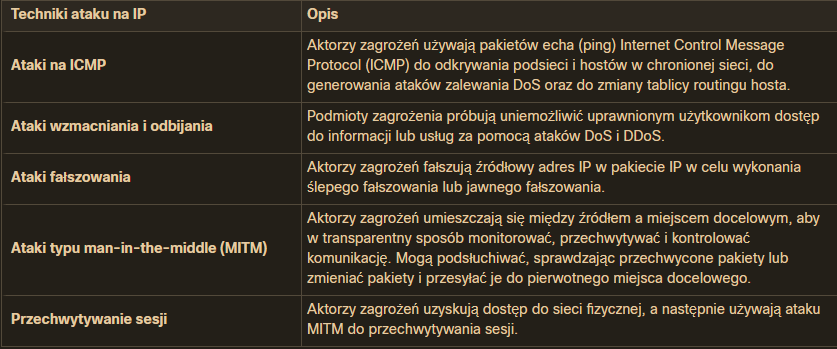 Techniki ataku na IP
Opis
Ataki na ICMP
Aktorzy zagrożeń używają pakietów echa (ping) Internet Control Message
Protocol (ICMP) do odkrywania podsieci i hostów w chronionej sieci, do
generowania ataków zalewania DoS oraz do zmiany tablicy routingu hosta.
Ataki wzmacniania i odbijania
Podmioty zagrożenia próbują uniemożliwić uprawnionym użytkownikom dostęp
do informacji lub usług za pomocą ataków DoS i DDoS.
Ataki fałszowania
Aktorzy zagrożeń fałszują źródłowy adres IP w pakiecie IP w celu wykonania
ślepego fałszowania lub jawnego fałszowania.
Ataki typu man-in-the-middle (MITM)
Aktorzy zagrożeń umieszczają się między źródłem a miejscem docelowym, aby
w transparentny sposób monitorować, przechwytywać i kontrolować
komunikację. Mogą podsłuchiwać, sprawdzając przechwycone pakiety lub
zmieniać pakiety i przesyłać je do pierwotnego miejsca docelowego.
Przechwytywanie sesji
Aktorzy zagrożeń uzyskują dostęp do sieci fizycznej, a następnie używają ataku
MITM do przechwytywania sesji.